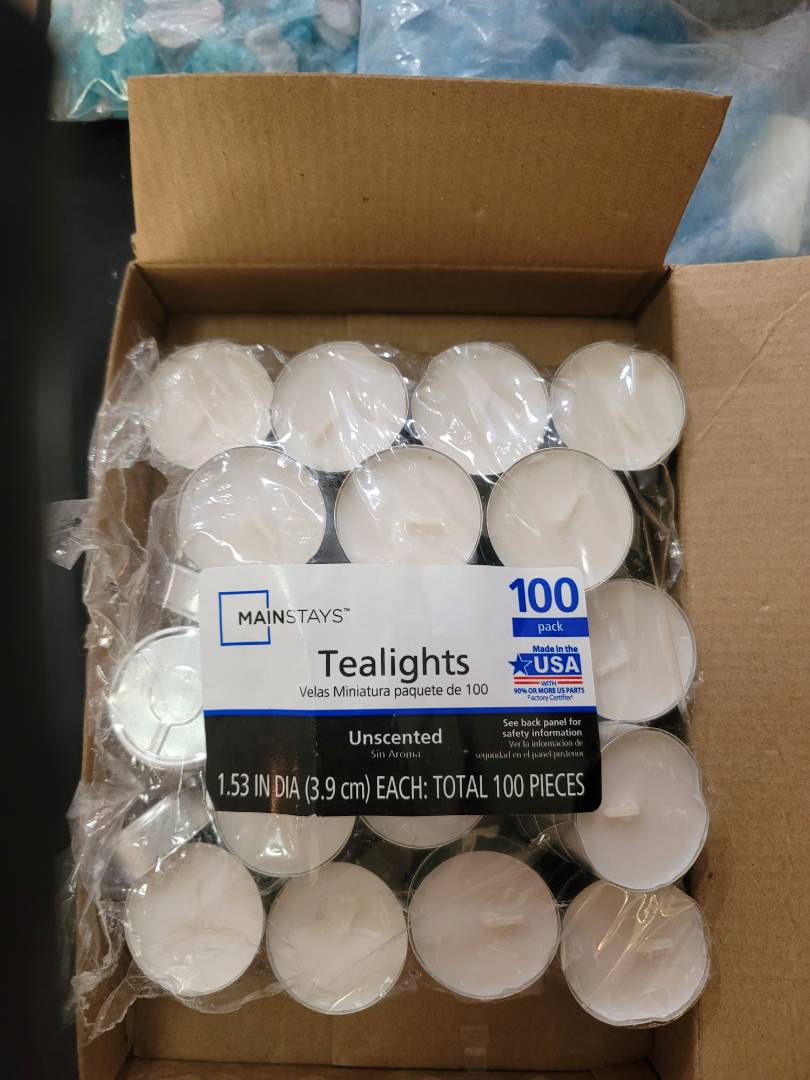 MAINSTAYS™
100
pack
Tealights
Velas Miniatura paquete de 100
Made in the
USA
WITH
90% OR MORE US PARTS
Factory Certified
Unscented
Sin Aroma
See back panel for
safety information
Ver la informacion de
seguridad en el panel posterior
1.53 IN DIA (3.9 cm) EACH: TOTAL 100 PIECES